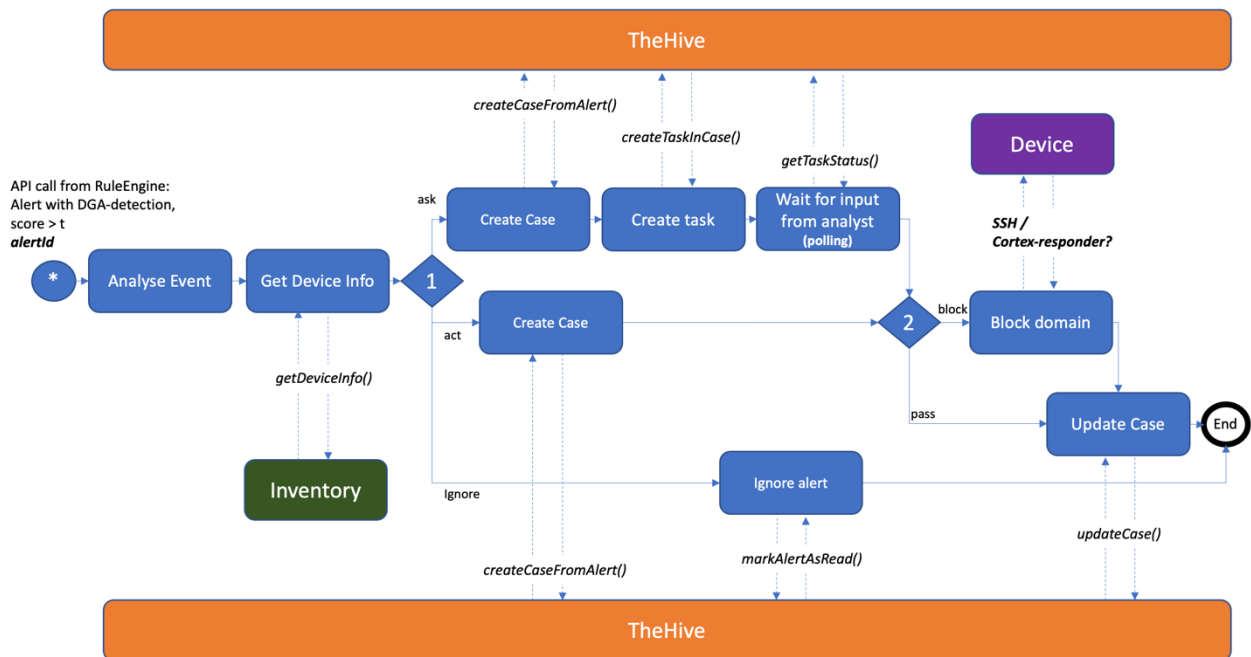 TheHive
createCaseFromAlert()
createTaskInCase()
getTaskStatus()
Device
API call from RuleEngine:
Alert with DGA-detection,
score > t
alertId
ask
Create Case
Create task
Wait for input
from analyst
(polling)
SSH /
Cortex-responder?
*
Analyse Event
Get Device Info
1
act
Create Case
2
block
Block domain
getDeviceInfo()
pass
Update Case
End
Inventory
Ignore
Ignore alert
createCaseFromAlert()
markAlertAsRead()
updateCase()
TheHive